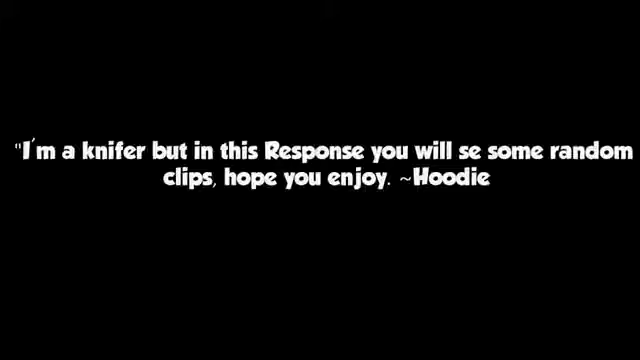 "I'm a knifer but in this Response you will se some random
clips, hope you enjoy. ~Hoodie